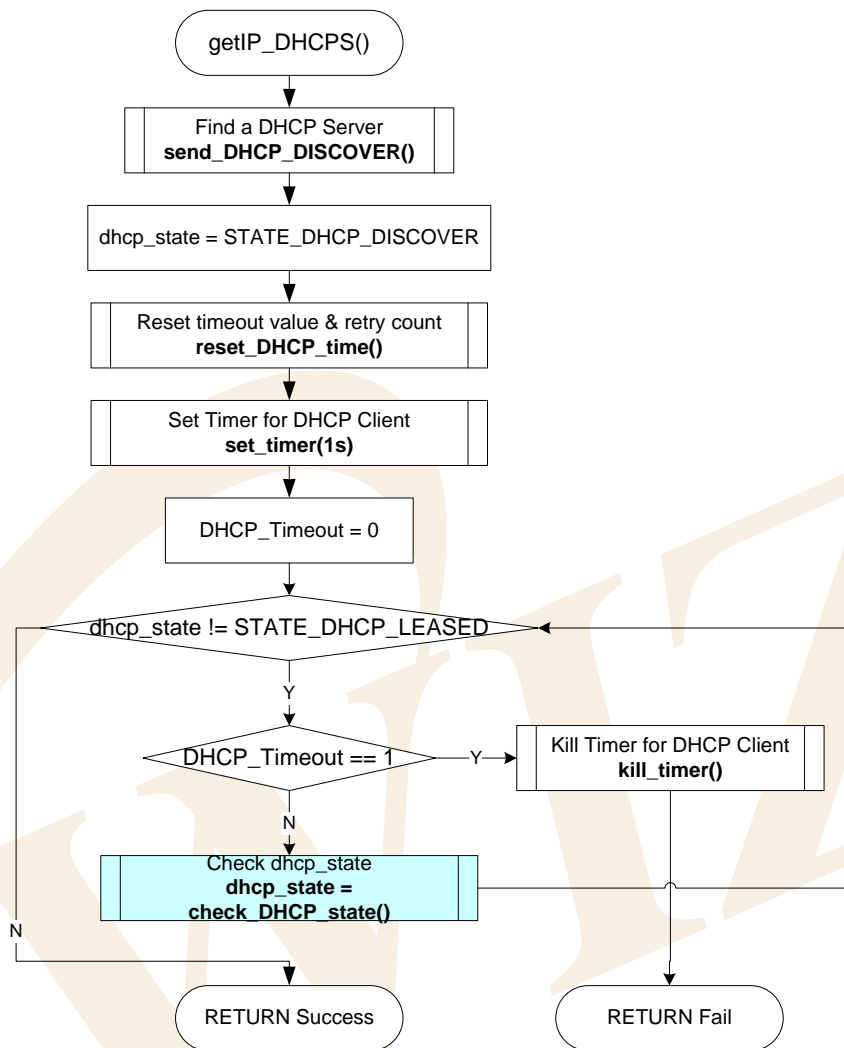 getIP_DHCPS()
Find a DHCP Server
send_DHCP_DISCOVER()
dhcp_state = STATE_DHCP_DISCOVER
Reset timeout value & retry count
reset_DHCP_time()
Set Timer for DHCP Client
set_timer(1s)
DHCP_Timeout = 0
dhcp_state != STATE_DHCP_LEASED
Y
DHCP_Timeout == 1
Y
Kill Timer for DHCP Client
kill_timer()
N
Check dhcp_state
dhcp_state =
check_DHCP_state()
N
RETURN Success
RETURN Fail